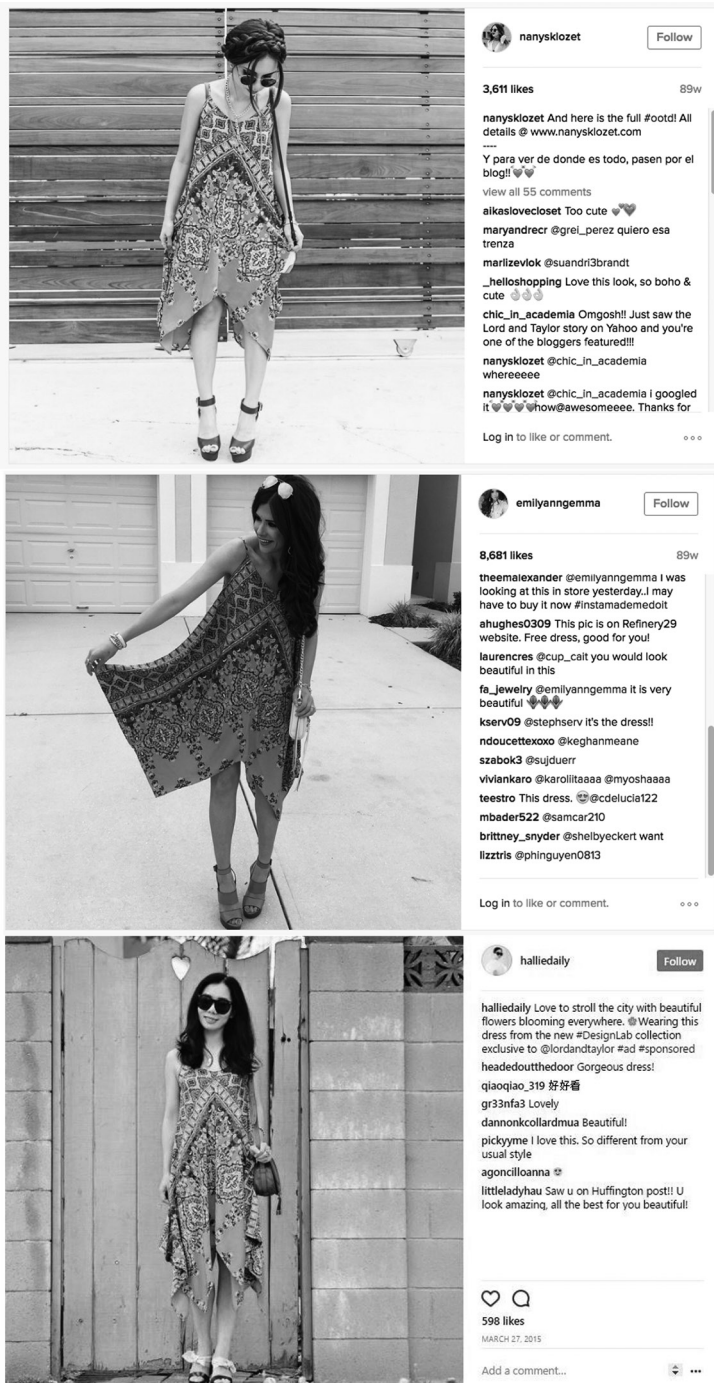 nanysklozet
Follow
3,611 likes
89w
nanysklozet And here is the full #ootd! All
details @ www.nanysklozet.com
----
Y para ver de donde es todo, pasen por el
blog!!
view all 55 comments
aikaslovecloset Too cute
maryandrecr @grei_perez quiero esa
trenza
marlizevlok @suandri3brandt
_helloshopping Love this look, so boho &
cute 👌👌👌
chic_in_academia Omgosh!! Just saw the
Lord and Taylor story on Yahoo and you're
one of the bloggers featured!!!
nanysklozet @chic_in_academia
whereeeee
nanysklozet @chic_in_academia i googled
it how@awesomeeee. Thanks for
Log in to like or comment.
emilyanngemma
Follow
8,681 likes
89w
theemalexander @emilyanngemma I was
looking at this in store yesterday..I may
have to buy it now #instamademedoit
ahughes0309 This pic is on Refinery29
website. Free dress, good for you!
laurencres @cup_cait you would look
beautiful in this
fa_jewelry @emilyanngemma it is very
beautiful
kserv09 @stephserv it's the dress!!
ndoucettexoxo @keghanmeane
szabok3 @sujduerr
viviankaro @karoliitaaaa @myoshaaaa
teestro This dress. 😍@cdelucia122
mbader522 @samcar210
brittney_snyder @shelbyeckert want
lizztris @phinguyen0813
Log in to like or comment.
halliedaily
Follow
halliedaily Love to stroll the city with beautiful
flowers blooming everywhere. Wearing this
dress from the new #DesignLab collection
exclusive to @lordandtaylor #ad #sponsored
headedoutthedoor Gorgeous dress!
qiaoqiao_319 好好看
gr33nfa3 Lovely
dannonkcollardmua Beautiful!
pickyyme I love this. So different from your
usual style
agoncilloanna 😍
littleladyhau Saw u on Huffington post!! U
look amazing, all the best for you beautiful!
598 likes
MARCH 27, 2015
Add a comment...